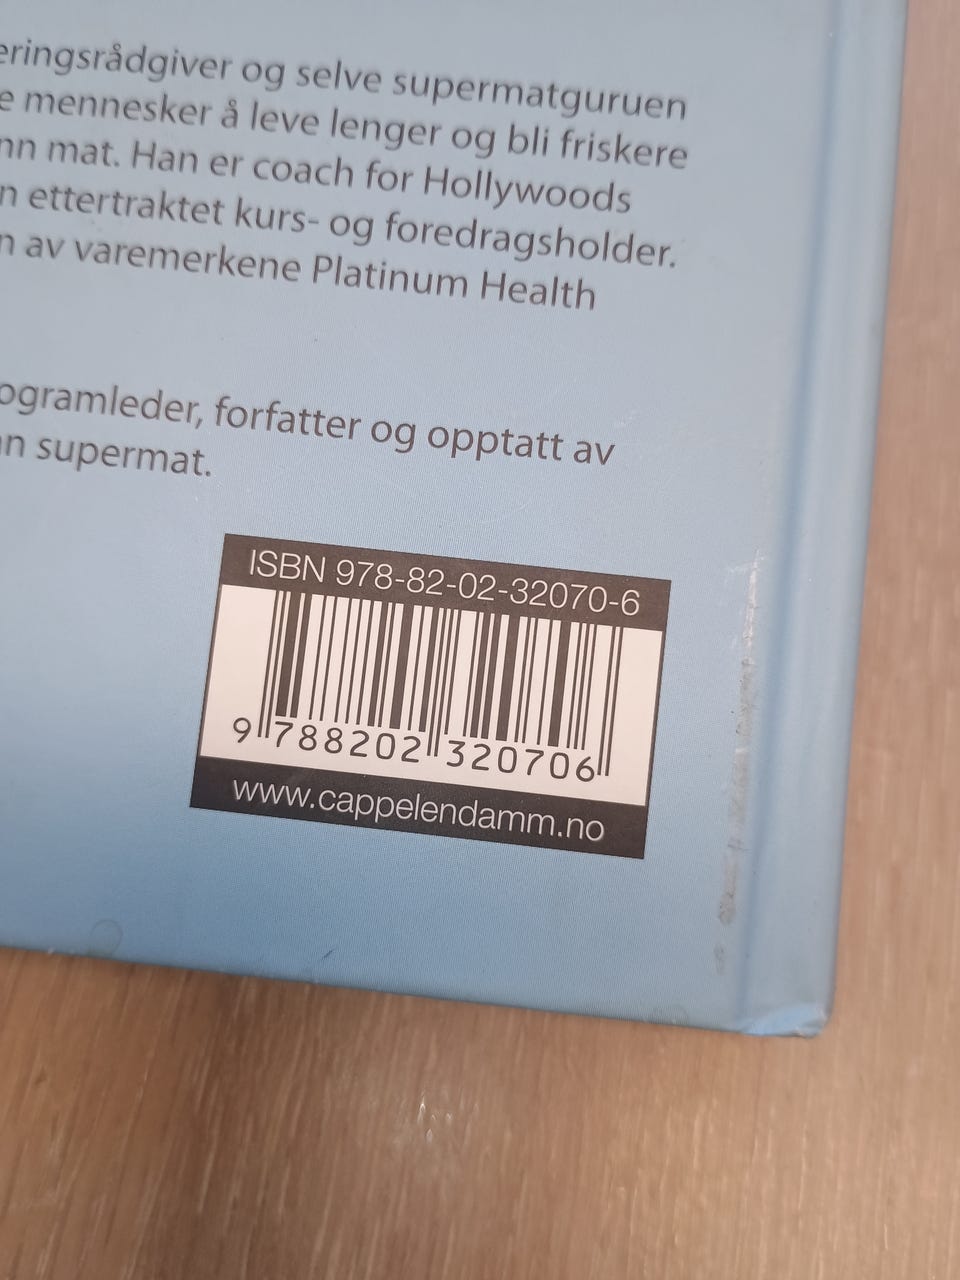 eringsrådgiver og selve supermatguruen
e mennesker å leve lenger og bli friskere
nn mat. Han er coach for Hollywoods
n ettertraktet kurs- og foredragsholder.
n av varemerkene Platinum Health
ogramleder, forfatter og opptatt av
n supermat.
ISBN 978-82-02-32070-6
9 788202 320706
www.cappelendamm.no